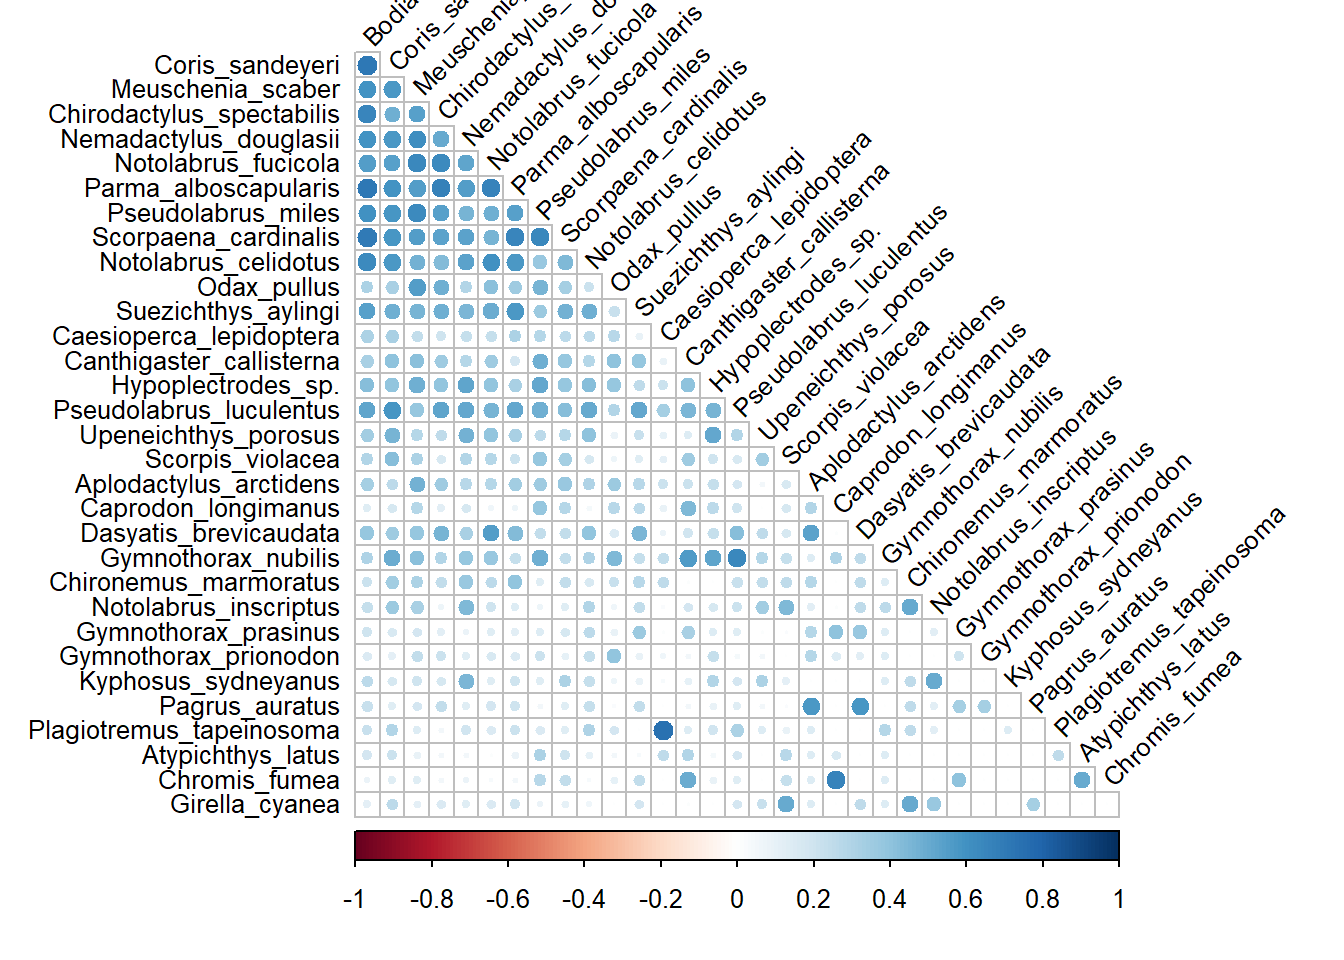 Coris_sandeyeri
Meuschenia_scaber
Chirodactylus_spectabilis
Nemadactylus_douglasii
Notolabrus_fucicola
Parma_alboscapularis
Pseudolabrus_miles
Scorpaena_cardinalis
Notolabrus_celidotus
Odax_pullus
Suezichthys_aylingi
Caesioperca_lepidoptera
Canthigaster_callisterna
Hypoplectrodes_sp.
Pseudolabrus_luculentus
Upeneichthys_porosus
Scorpis_violacea
Aplodactylus_arctidens
Caprodon_longimanus
Dasyatis_brevicaudata
Gymnothorax_nubilis
Chironemus_marmoratus
Notolabrus_inscriptus
Gymnothorax_prasinus
Gymnothorax_prionodon
Kyphosus_sydneyanus
Pagrus_auratus
Plagiotremus_tapeinosoma
Atypichthys_latus
Chromis_fumea
Girella_cyanea
Meuschenia_
Chirodactylus_
Nemadactylus_do
Notolabrus_fucicola
Parma_alboscapularis
Pseudolabrus_miles
Scorpaena_cardinalis
Notolabrus_celidotus
Odax_pullus
Suezichthys_aylingi
Caesioperca_lepidoptera
Canthigaster_callisterna
Hypoplectrodes_sp.
Pseudolabrus_luculentus
Upeneichthys_porosus
Scorpis_violacea
Aplodactylus_arctidens
Caprodon_longimanus
Dasyatis_brevicaudata
Gymnothorax_nubilis
Chironemus_marmoratus
Notolabrus_inscriptus
Gymnothorax_prasinus
Gymnothorax_prionodon
Kyphosus_sydneyanus
Pagrus_auratus
Plagiotremus_tapeinosoma
Atypichthys_latus
Chromis_fumea
-1 -0.8 -0.6 -0.4 -0.2 0 0.2 0.4 0.6 0.8 1